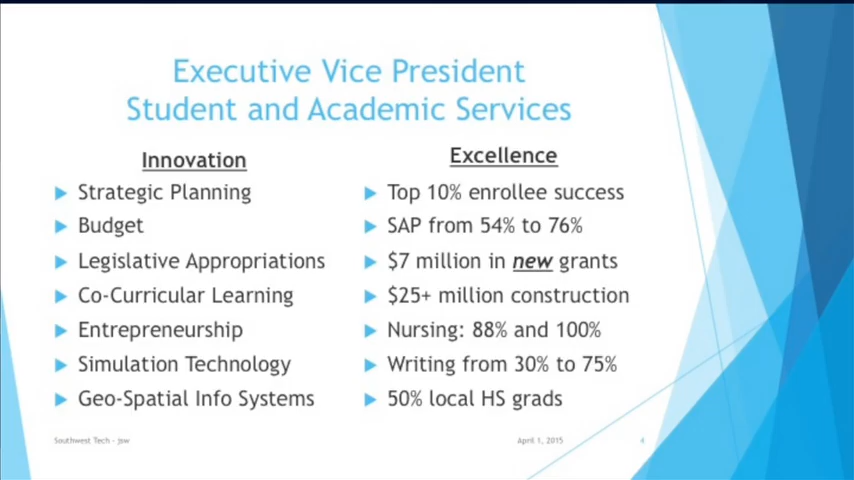 Executive Vice President
Student and Academic Services
Innovation
Strategic Planning
Budget
Legislative Appropriations
Co-Curricular Learning
Entrepreneurship
Simulation Technology
Geo-Spatial Info Systems
Excellence
Top 10% enrollee success
SAP from 54% to 76%
$7 million in new grants
$25+ million construction
Nursing: 88% and 100%
Writing from 30% to 75%
50% local HS grads
Southwest Tech - jsw
April 1, 2015
4